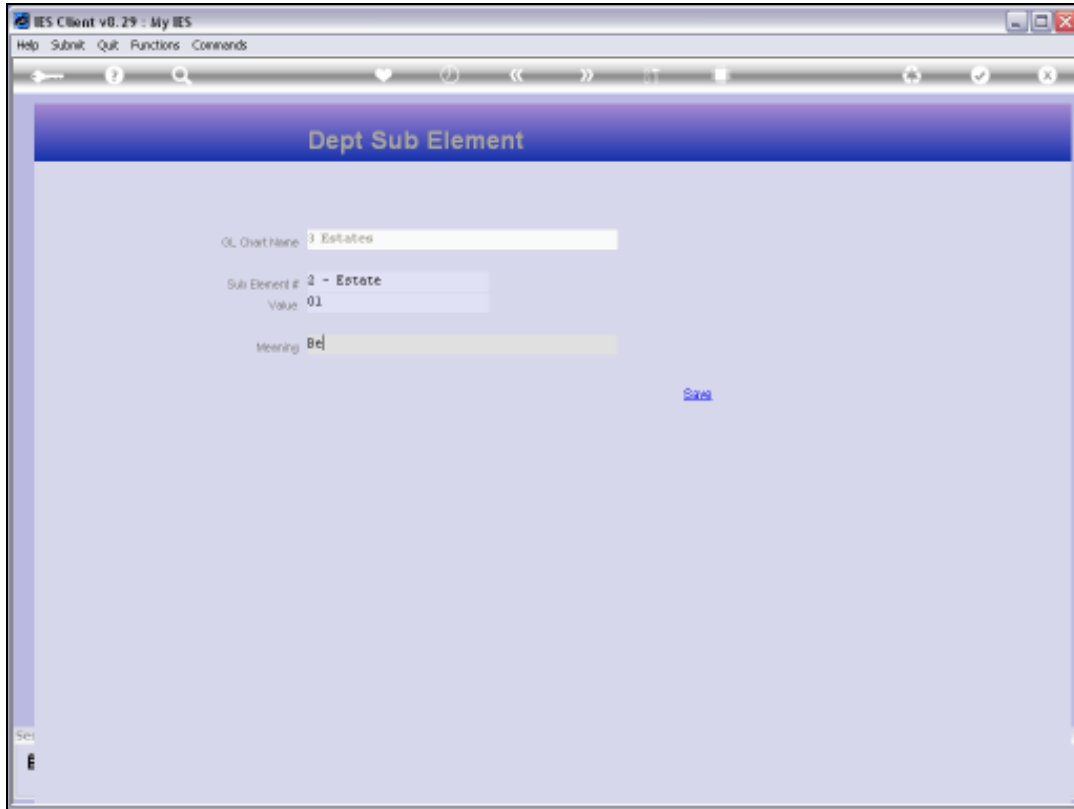 IES Client v8.29 : My IES
Help Submit Quit Functions Commands
Dept Sub Element
GL Chart Name 3 Estates
Sub Element # 2 - Estate
Value 01
Meaning Be
Save